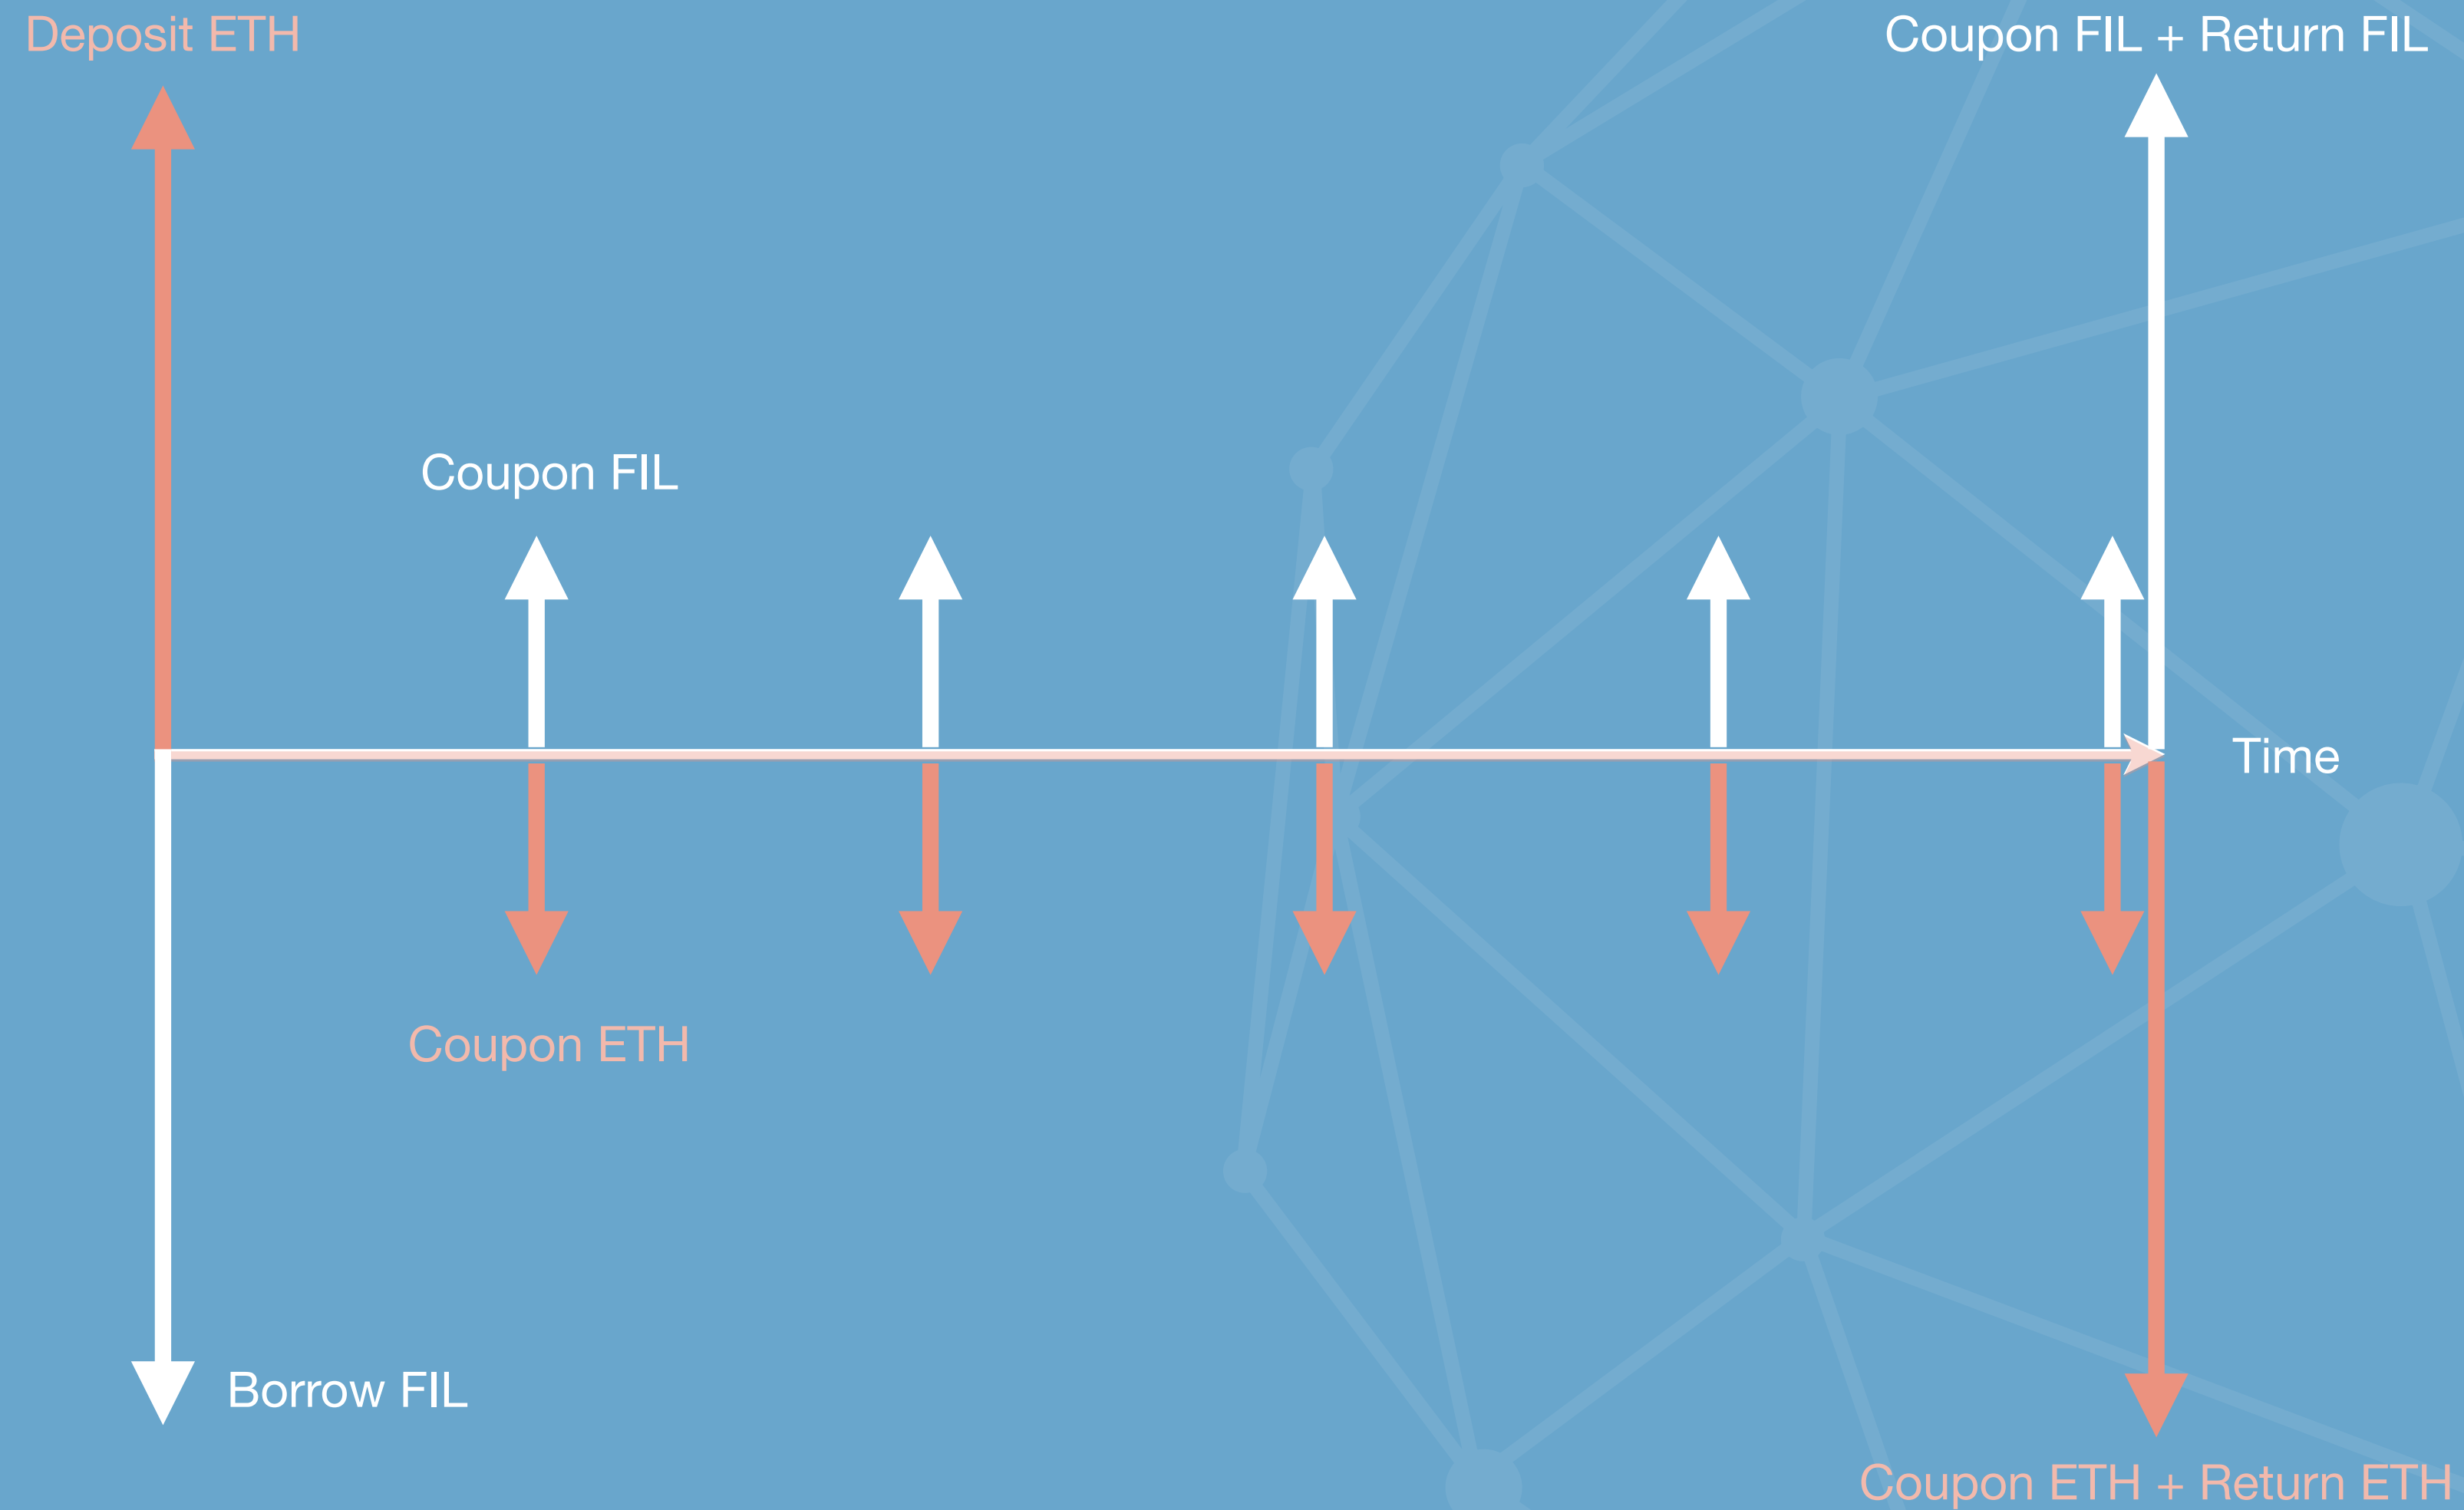 Deposit ETH
Coupon FIL + Return FIL
Coupon FIL
Time
Coupon ETH
Borrow FIL
Coupon ETH + Return ETH